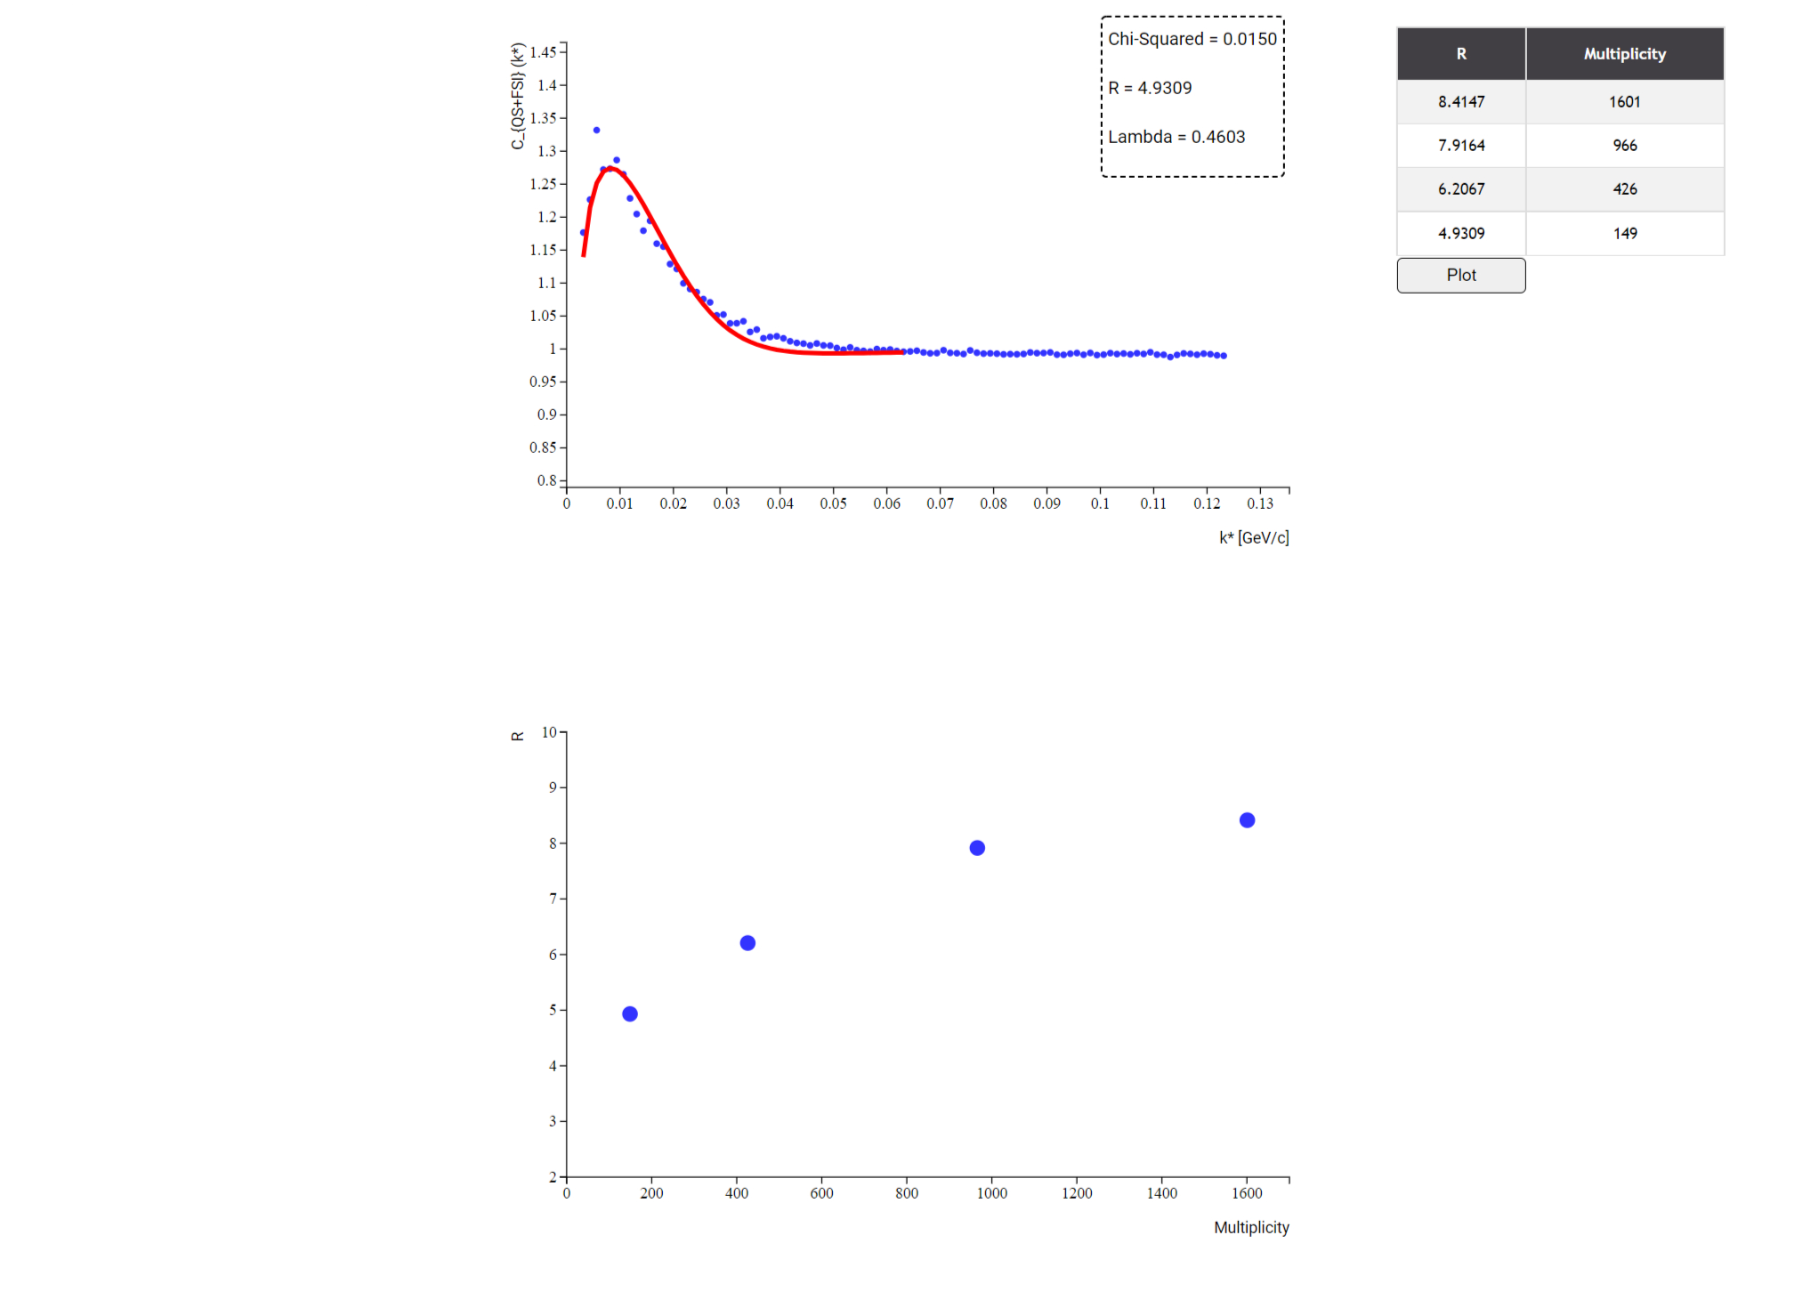 C_{QS+FSI} (k*)
1.45
1.4
1.35
1.3
1.25
1.2
1.15
1.1
1.05
1
0.95
0.9
0.85
0.8
0 0.01 0.02 0.03 0.04 0.05 0.06 0.07 0.08 0.09 0.1 0.11 0.12 0.13
k* [GeV/c]
Chi-Squared = 0.0150
R = 4.9309
Lambda = 0.4603
R Multiplicity
8.4147 1601
7.9164 966
6.2067 426
4.9309 149
Plot
R
10
9
8
7
6
5
4
3
2
0 200 400 600 800 1000 1200 1400 1600
Multiplicity